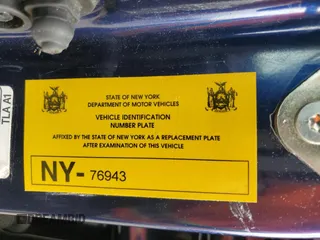 STATE OF NEW YORK
DEPARTMENT OF MOTOR VEHICLES
VEHICLE IDENTIFICATION
NUMBER PLATE
AFFIXED BY THE STATE OF NEW YORK AS A REPLACEMENT PLATE
AFTER EXAMINATION OF THIS VEHICLE
NY- 76943
TLA A1